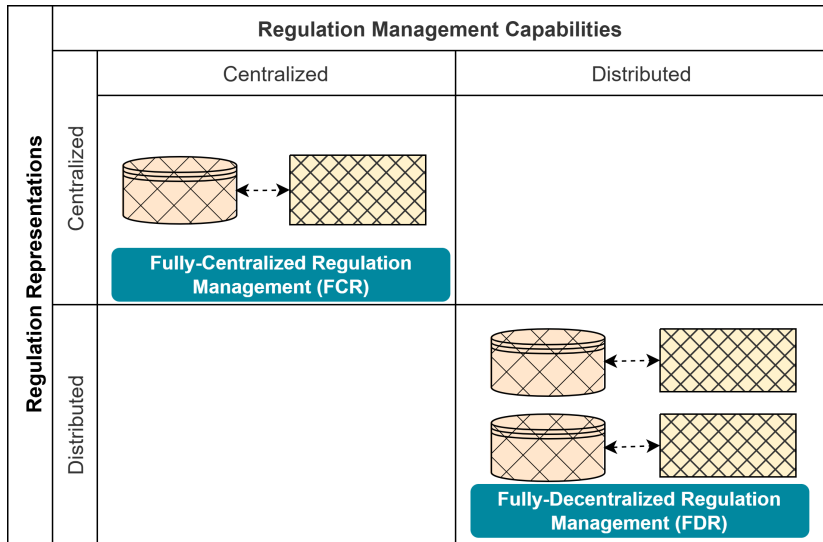 Regulation Management Capabilities
Centralized
Distributed
Regulation Representations
Centralized
Fully-Centralized Regulation
Management (FCR)
Distributed
Fully-Decentralized Regulation
Management (FDR)